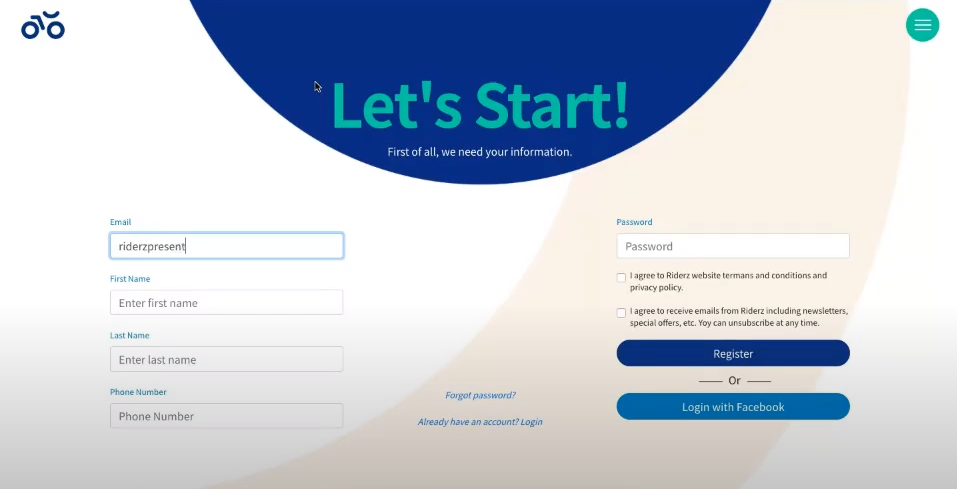 Let's Start!
First of all, we need your information.
Email
riderzpresent
First Name
Enter first name
Last Name
Enter last name
Phone Number
Phone Number
Forgot password?
Already have an account? Login
Password
Password
I agree to Riderz website termans and conditions and
privacy policy.
I agree to receive emails from Riderz including newsletters,
special offers, etc. Yoy can unsubscribe at any time.
Register
Or
Login with Facebook